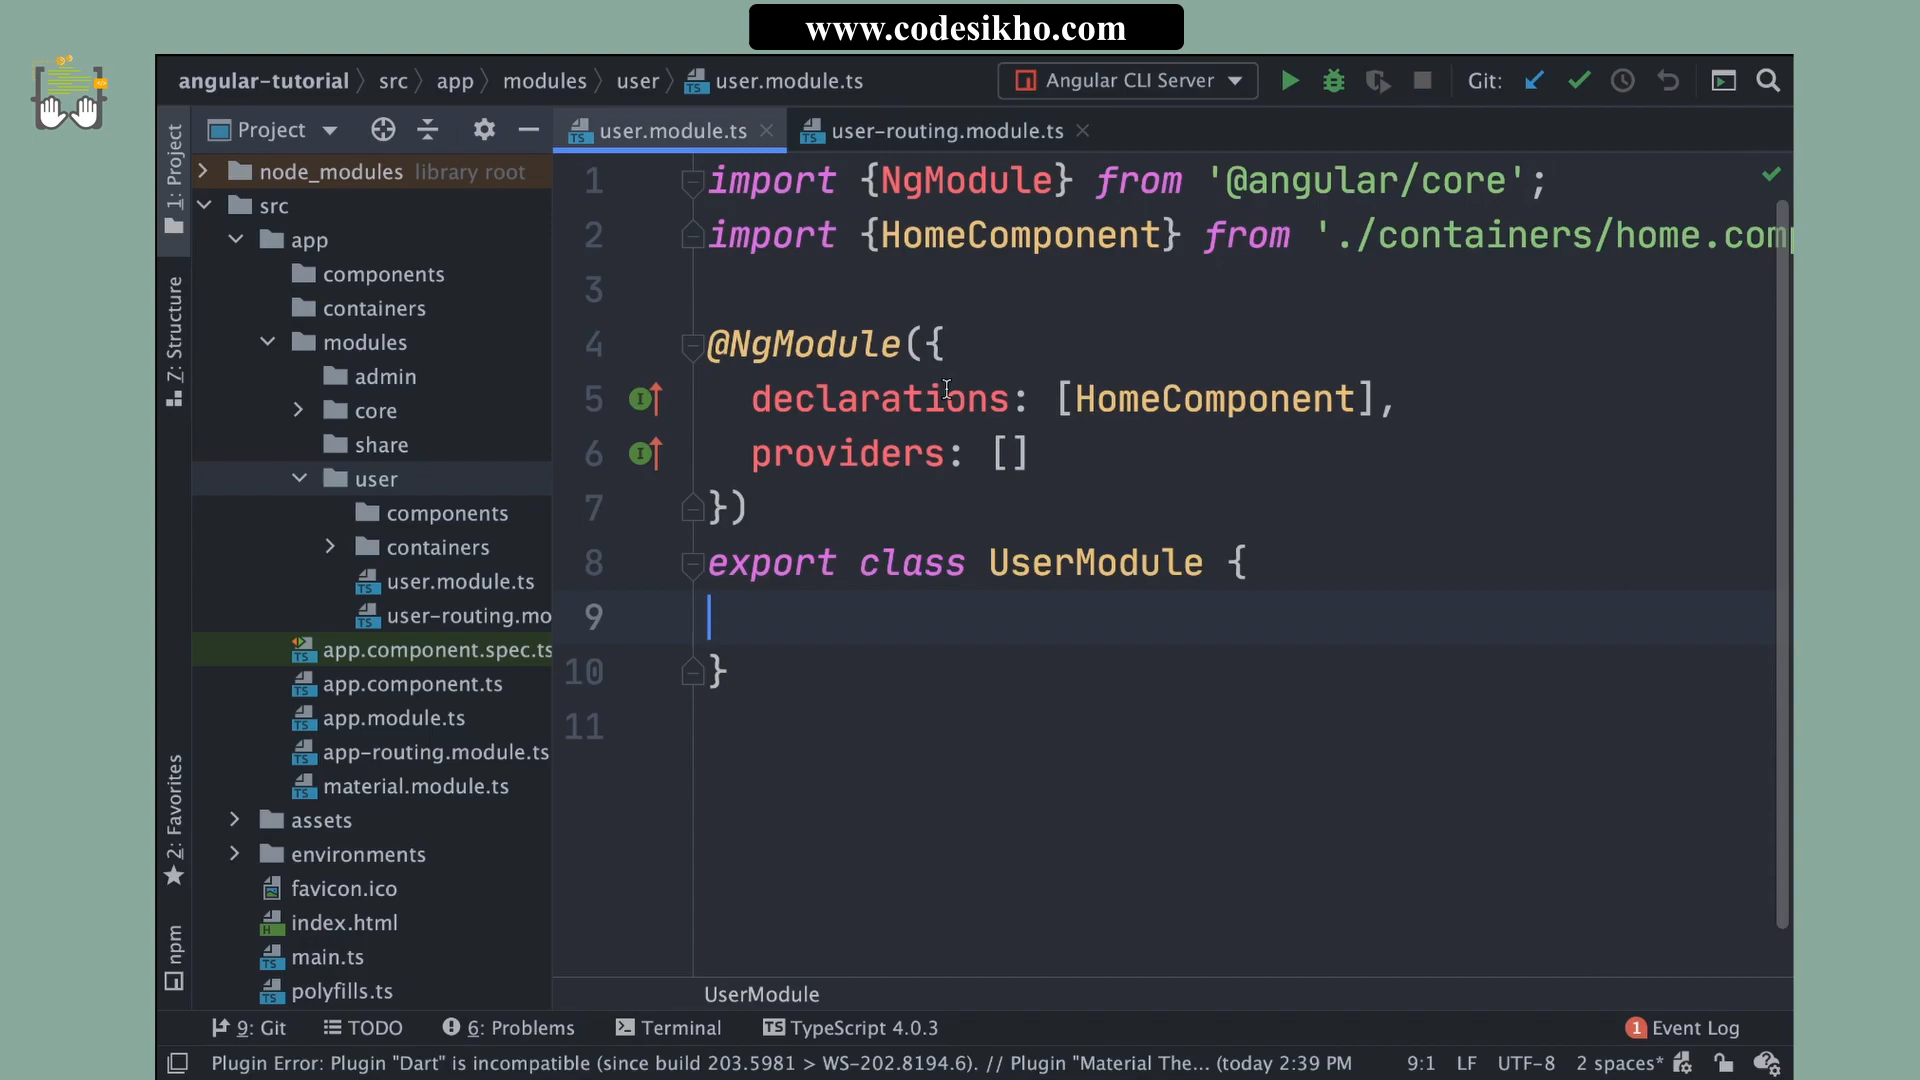 www.codesikho.com
angular-tutorial src app modules user user.module.ts Angular CLI Server Git:
1: Project
Z: Structure
2: Favorites
npm
Project
node_modules library root
src
app
components
containers
modules
admin
core
share
user
components
containers
user.module.ts
user-routing.mo
app.component.spec.ts
app.component.ts
app.module.ts
app-routing.module.ts
material.module.ts
assets
environments
favicon.ico
index.html
main.ts
polyfills.ts
user.module.ts user-routing.module.ts
1 import {NgModule} from '@angular/core';
2 import {HomeComponent} from './containers/home.com
3
4 @NgModule({
5 declarations: [HomeComponent],
6 providers: []
7 })
8 export class UserModule {
9
10 }
11
UserModule
9: Git TODO 6: Problems Terminal TypeScript 4.0.3 1 Event Log
Plugin Error: Plugin "Dart" is incompatible (since build 203.5981 > WS-202.8194.6). // Plugin "Material The... (today 2:39 PM 9:1 LF UTF-8 2 spaces*